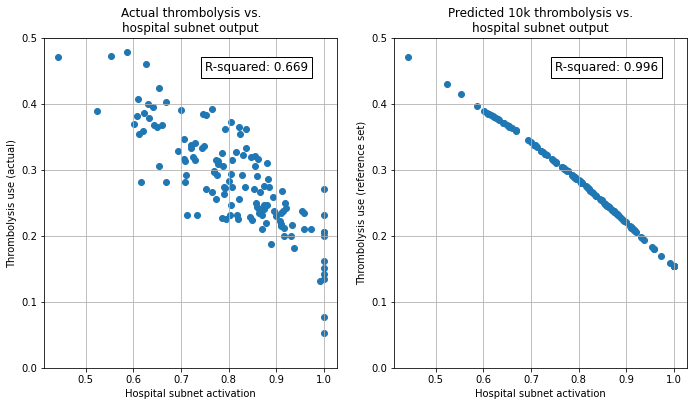 Actual thrombolysis vs.
hospital subnet output
R-squared: 0.669
Thrombolysis use (actual)
0.5
0.4
0.3
0.2
0.1
0.0
0.5 0.6 0.7 0.8 0.9 1.0
Hospital subnet activation
Predicted 10k thrombolysis vs.
hospital subnet output
R-squared: 0.996
Thrombolysis use (reference set)
0.5
0.4
0.3
0.2
0.1
0.0
0.5 0.6 0.7 0.8 0.9 1.0
Hospital subnet activation